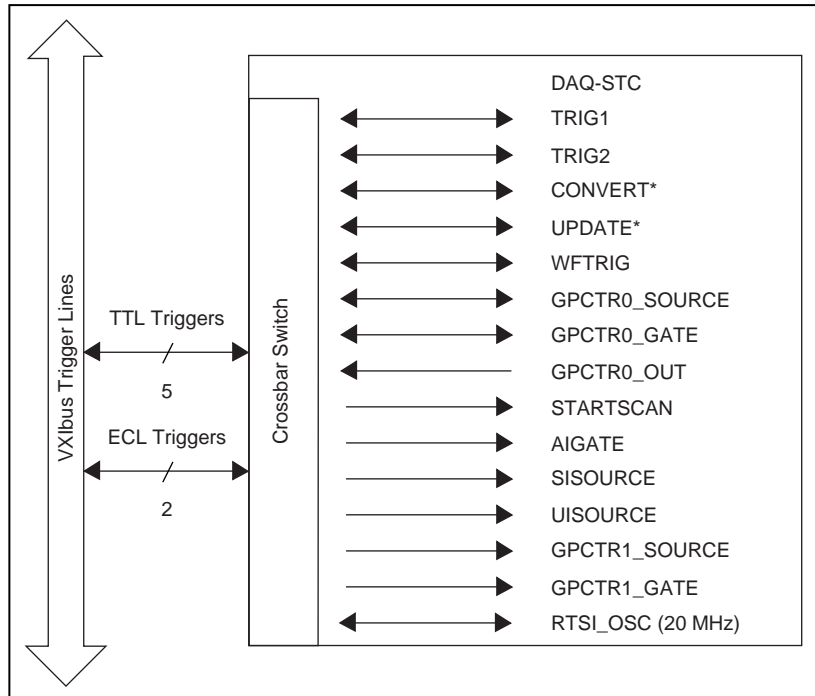 VXIbus Trigger Lines
TTL Triggers
5
ECL Triggers
2
Crossbar Switch
DAQ-STC
TRIG1
TRIG2
CONVERT*
UPDATE*
WFTRIG
GPCTR0_SOURCE
GPCTR0_GATE
GPCTR0_OUT
STARTSCAN
AIGATE
SISOURCE
UISOURCE
GPCTR1_SOURCE
GPCTR1_GATE
RTSI_OSC (20 MHz)